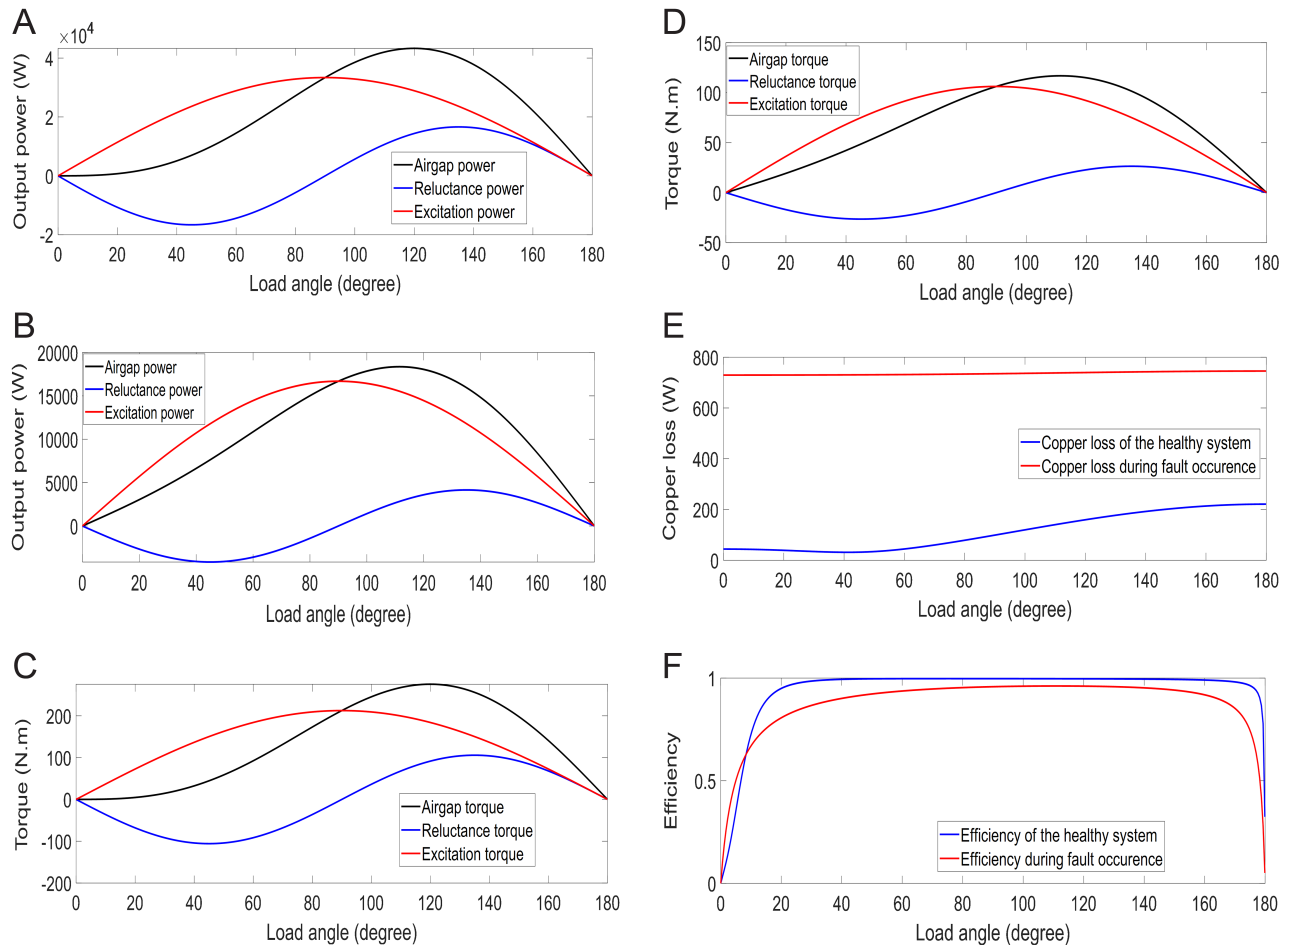 A
×10⁴
4
2
0
-2
Output power (W)
Airgap power
Reluctance power
Excitation power
0 20 40 60 80 100 120 140 160 180
Load angle (degree)
B
20000
15000
10000
5000
0
Output power (W)
Airgap power
Reluctance power
Excitation power
0 20 40 60 80 100 120 140 160 180
Load angle (degree)
C
200
100
0
-100
-200
Torque (N.m)
Airgap torque
Reluctance torque
Excitation torque
0 20 40 60 80 100 120 140 160 180
Load angle (degree)
D
150
100
50
0
-50
Torque (N.m)
Airgap torque
Reluctance torque
Excitation torque
0 20 40 60 80 100 120 140 160 180
Load angle (degree)
E
800
600
400
200
0
Copper loss (W)
Copper loss of the healthy system
Copper loss during fault occurence
0 20 40 60 80 100 120 140 160 180
Load angle (degree)
F
1
0.5
0
Efficiency
Efficiency of the healthy system
Efficiency during fault occurence
0 20 40 60 80 100 120 140 160 180
Load angle (degree)